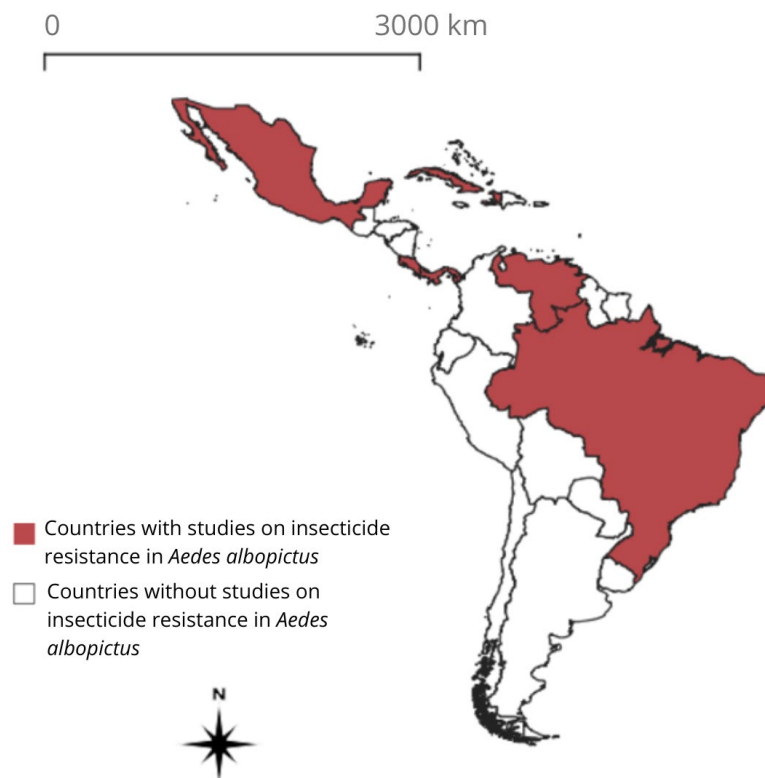 0 3000 km
Countries with studies on insecticide
resistance in Aedes albopictus
Countries without studies on
insecticide resistance in Aedes
albopictus
N